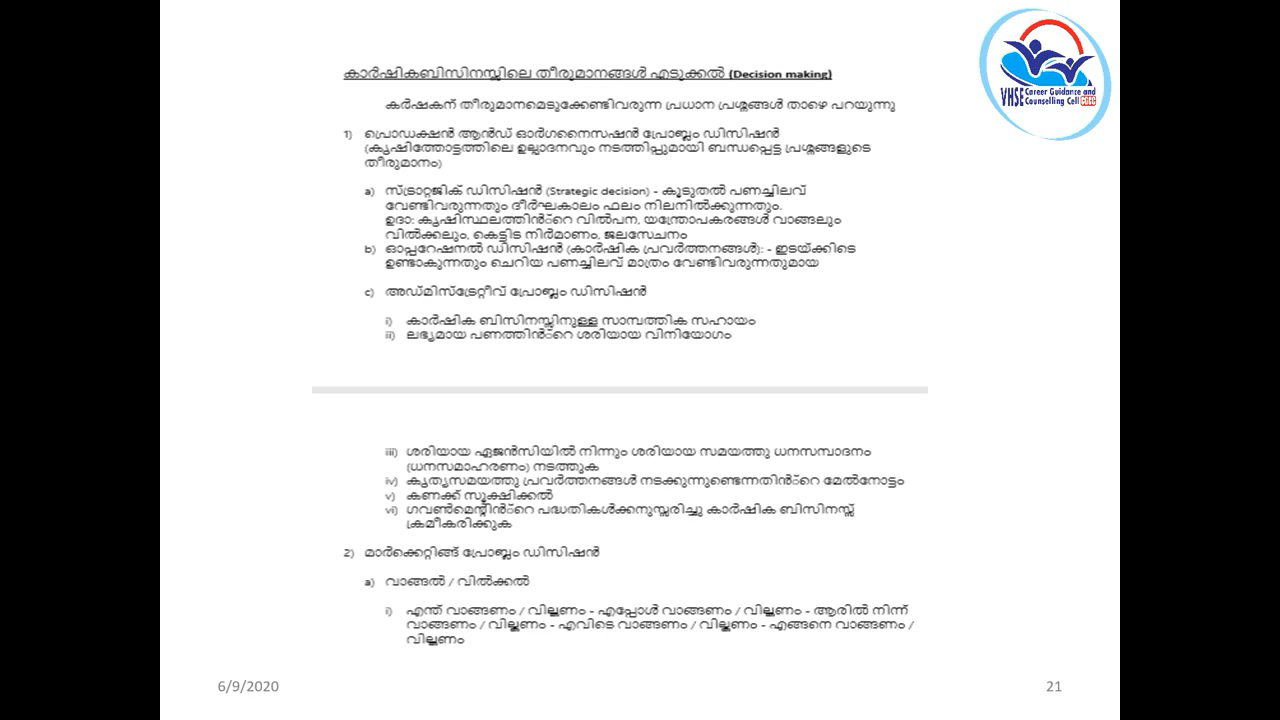 കാർഷികബിസിനസ്സിലെ തീരുമാനങ്ങൾ എടുക്കൽ (Decision making)
കർഷകന് തീരുമാനമെടുക്കേണ്ടിവരുന്ന പ്രധാന പ്രശ്നങ്ങൾ താഴെ പറയുന്നു
VHSE Career Guidance and
Counselling Cell CGCC
1) പ്രൊഡക്ഷൻ ആൻഡ് ഓർഗനൈസഷൻ പ്രോബ്ലം ഡിസിഷൻ
(കൃഷിത്തോട്ടത്തിലെ ഉല്പാദനവും നടത്തിപ്പുമായി ബന്ധപ്പെട്ട പ്രശ്നങ്ങളുടെ
തീരുമാനം)
a) സ്ട്രാറ്റജിക് ഡിസിഷൻ (Strategic decision) - കൂടുതൽ പണച്ചിലവ്
വേണ്ടിവരുന്നതും ദീർഘകാലം ഫലം നിലനിൽക്കുന്നതും.
ഉദാ: കൃഷിസ്ഥലത്തിൻ്റെ വിൽപന, യന്ത്രോപകരങ്ങൾ വാങ്ങലും
വിൽക്കലും, കെട്ടിട നിർമാണം, ജലസേചനം
b) ഓപ്പറേഷനൽ ഡിസിഷൻ (കാർഷിക പ്രവർത്തനങ്ങൾ): - ഇടയ്ക്കിടെ
ഉണ്ടാകുന്നതും ചെറിയ പണച്ചിലവ് മാത്രം വേണ്ടിവരുന്നതുമായ
c) അഡ്മിസ്ട്രേറ്റീവ് പ്രോബ്ലം ഡിസിഷൻ
i) കാർഷിക ബിസിനസ്സിനുള്ള സാമ്പത്തിക സഹായം
ii) ലഭ്യമായ പണത്തിൻ്റെ ശരിയായ വിനിയോഗം
iii) ശരിയായ ഏജൻസിയിൽ നിന്നും ശരിയായ സമയത്തു ധനസമ്പാദനം
(ധനസമാഹരണം) നടത്തുക
iv) കൃത്യസമയത്തു പ്രവർത്തനങ്ങൾ നടക്കുന്നുണ്ടെന്നതിൻ്റെ മേൽനോട്ടം
v) കണക്ക് സൂക്ഷിക്കൽ
vi) ഗവൺമെന്റിൻ്റെ പദ്ധതികൾക്കനുസ്സരിച്ചു കാർഷിക ബിസിനസ്സ്
ക്രമീകരിക്കുക
2) മാർക്കെറ്റിങ്ങ് പ്രോബ്ലം ഡിസിഷൻ
a) വാങ്ങൽ / വിൽക്കൽ
i) എന്ത് വാങ്ങണം / വില്ക്കണം - എപ്പോൾ വാങ്ങണം / വില്ക്കണം - ആരിൽ നിന്ന്
വാങ്ങണം / വില്ക്കണം - എവിടെ വാങ്ങണം / വില്ക്കണം - എങ്ങനെ വാങ്ങണം /
വില്ക്കണം
6/9/2020
21